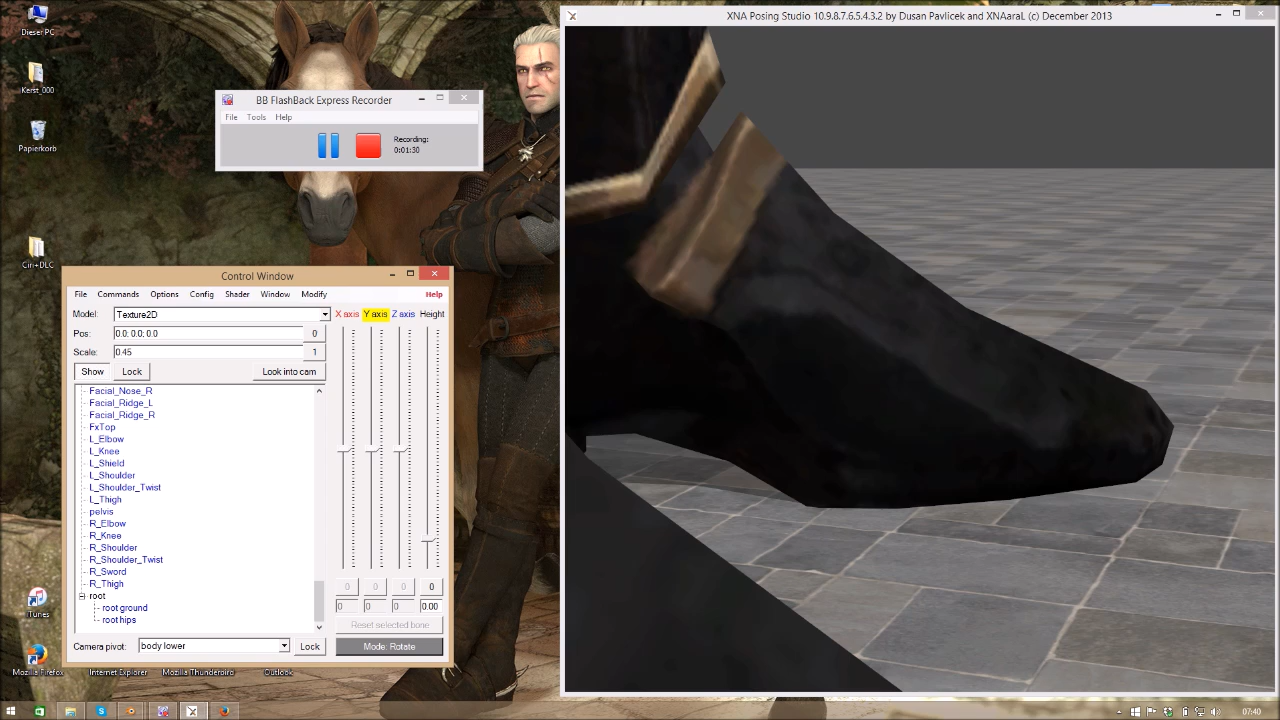 Dieser PC
Kerst_000
Papierkorb
Ciri+DLC
iTunes
Mozilla Firefox
Internet Explorer
Mozilla Thunderbird
Outlook
BB FlashBack Express Recorder
File Tools Help
Recording:
0:01:30
Control Window
File Commands Options Config Shader Window Modify Help
Model: Texture2D
X axis Y axis Z axis Height
Pos: 0.0: 0.0: 0.0 0
Scale: 0.45 1
Show Lock Look into cam
Facial_Nose_R
Facial_Ridge_L
Facial_Ridge_R
FxTop
L_Elbow
L_Knee
L_Shield
L_Shoulder
L_Shoulder_Twist
L_Thigh
pelvis
R_Elbow
R_Knee
R_Shoulder
R_Shoulder_Twist
R_Sword
R_Thigh
root
root ground
root hips
0 0 0 0
0 0 0 0.00
Reset selected bone
Camera pivot: body lower Lock Mode: Rotate
XNA Posing Studio 10.9.8.7.6.5.4.3.2 by Dusan Pavlicek and XNAaraL (c) December 2013
07:40